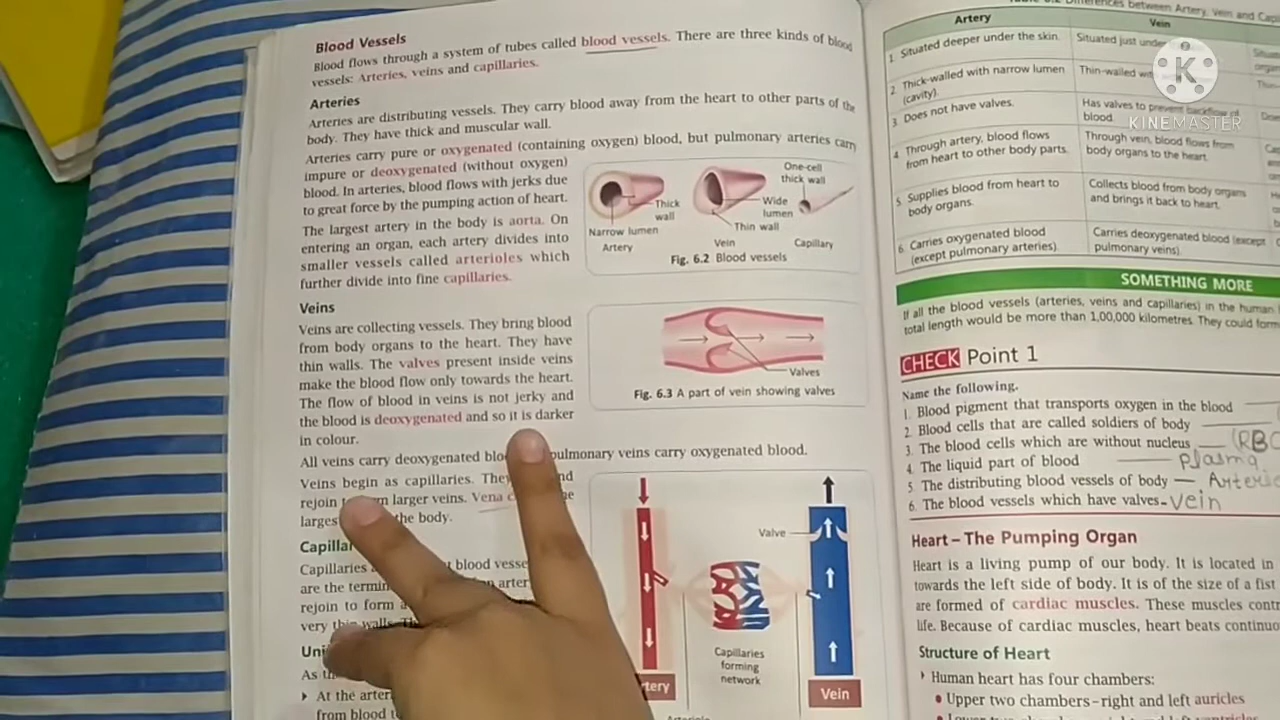 Blood Vessels
Blood flows through a system of tubes called blood vessels. There are three kinds of blood
vessels: Arteries, veins and capillaries.
Arteries
Arteries are distributing vessels. They carry blood away from the heart to other parts of the
body. They have thick and muscular wall.
Arteries carry pure or oxygenated (containing oxygen) blood, but pulmonary arteries carry
impure or deoxygenated (without oxygen)
blood. In arteries, blood flows with jerks due
to great force by the pumping action of heart.
The largest artery in the body is aorta. On
entering an organ, each artery divides into
smaller vessels called arterioles which
further divide into fine capillaries.
Thick
wall
Narrow lumen
Artery
Wide
lumen
Thin wall
Vein
One-cell
thick wall
Capillary
Fig. 6.2 Blood vessels
Veins
Veins are collecting vessels. They bring blood
from body organs to the heart. They have
thin walls. The valves present inside veins
make the blood flow only towards the heart.
The flow of blood in veins is not jerky and
the blood is deoxygenated and so it is darker
in colour.
Valves
Fig. 6.3 A part of vein showing valves
All veins carry deoxygenated pulmonary veins carry oxygenated blood.
Veins begin as capillaries.
rejoin larger veins. Vena
the body.
Capillaries
are the
rejoin to form
very thin walls.
At the
from blood
Valve
Capillaries
forming
network
Vein
between Artery, Vein and
Artery
Vein
1. Situated deeper under the skin.
Situated just
2. Thick-walled with narrow lumen
(cavity).
Thin-walled
3. Does not have valves.
Has valves to prevent backflow of
blood.
4. Through artery, blood flows
from heart to other body parts.
Through vein, blood flows from
body organs to the heart.
5. Supplies blood from heart to
body organs.
Collects blood from body organs
and brings it back to heart.
6. Carries oxygenated blood
(except pulmonary arteries).
Carries deoxygenated blood (except
pulmonary veins).
K
KINEMASTER
SOMETHING MORE
If all the blood vessels (arteries, veins and capillaries) in the human
total length would be more than 1,00,000 kilometres. They could
CHECK Point 1
Name the following.
1. Blood pigment that transports oxygen in the blood
2. Blood cells that are called soldiers of body
3. The blood cells which are without nucleus (RBC
4. The liquid part of blood plasma
5. The distributing blood vessels of body — Arterie
6. The blood vessels which have valves - vein
Heart – The Pumping Organ
Heart is a living pump of our body. It is located in
towards the left side of body. It is of the size of a fist
are formed of cardiac muscles. These muscles
life. Because of cardiac muscles, heart beats
Structure of Heart
Human heart has four chambers:
Upper two chambers–right and left auricles